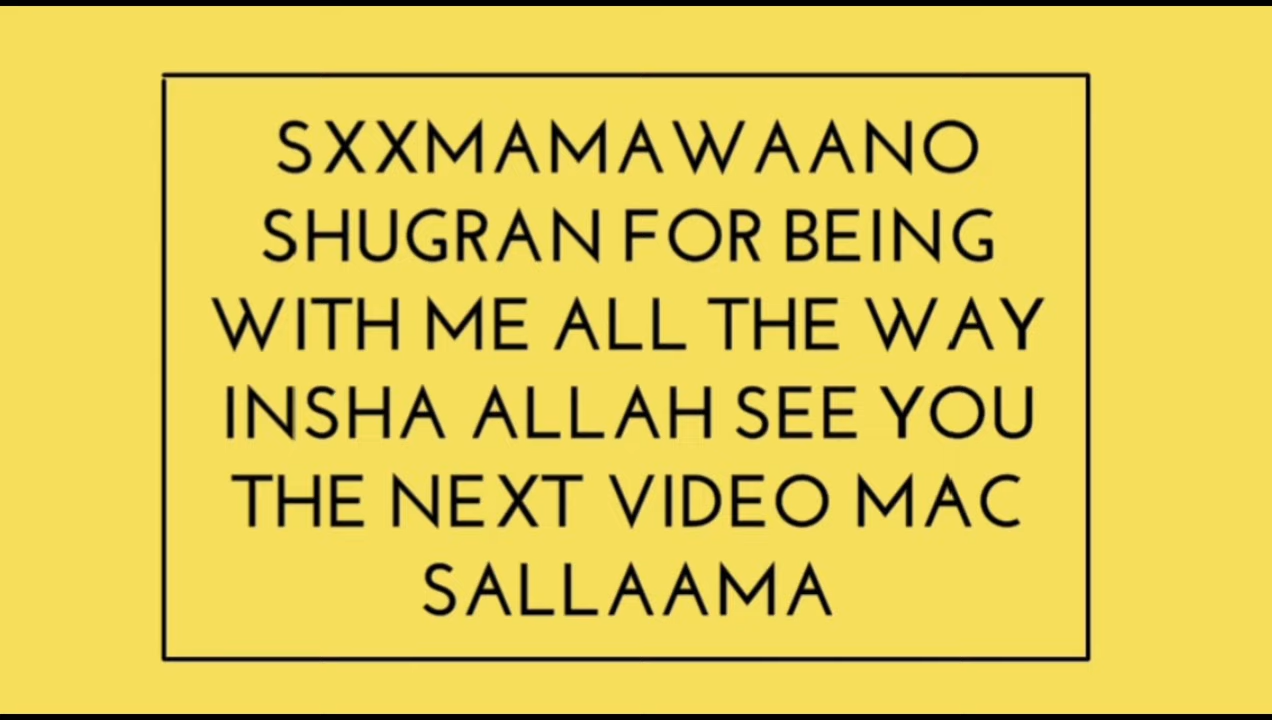 SXXMAMAWAANO
SHUGRAN FOR BEING
WITH ME ALL THE WAY
INSHA ALLAH SEE YOU
THE NEXT VIDEO MAC
SALLAAMA